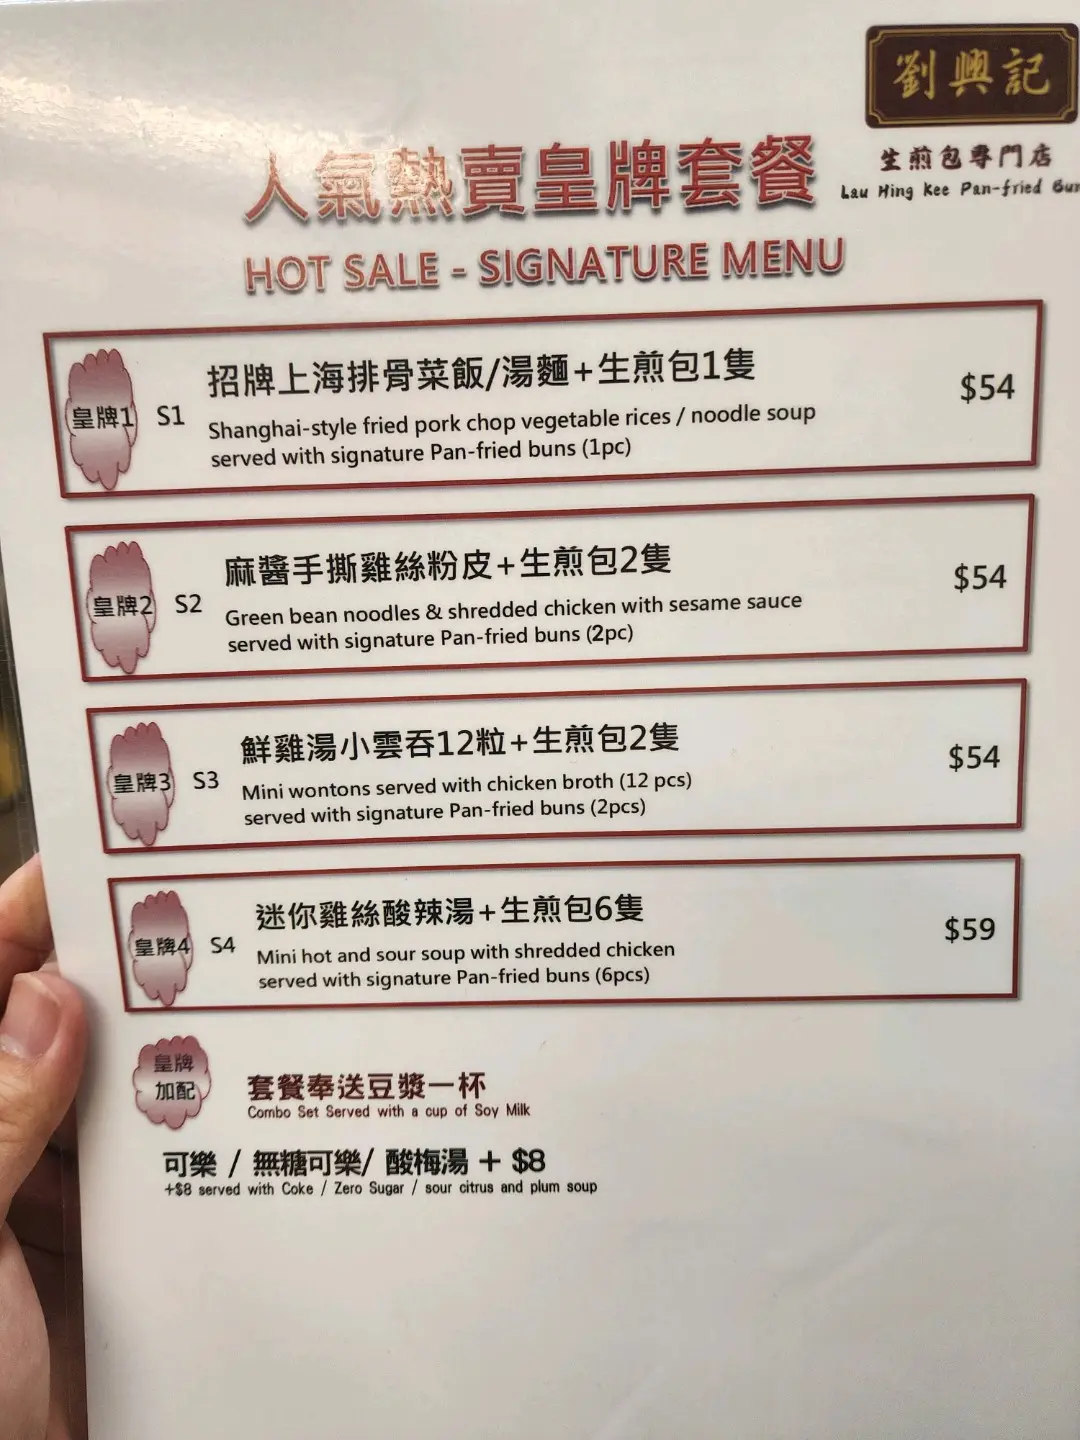 劉興記
生煎包專門店
Lau Hing Kee Pan-fried
人氣熱賣皇牌套餐
HOT SALE - SIGNATURE MENU
皇牌1 S1 招牌上海排骨菜飯/湯麵+生煎包1隻 $54
Shanghai-style fried pork chop vegetable rices / noodle soup
served with signature Pan-fried buns (1pc)
皇牌2 S2 麻醬手撕雞絲粉皮+生煎包2隻 $54
Green bean noodles & shredded chicken with sesame sauce
served with signature Pan-fried buns (2pc)
皇牌3 S3 鮮雞湯小雲吞12粒+生煎包2隻 $54
Mini wontons served with chicken broth (12 pcs)
served with signature Pan-fried buns (2pcs)
皇牌4 S4 迷你雞絲酸辣湯+生煎包6隻 $59
Mini hot and sour soup with shredded chicken
served with signature Pan-fried buns (6pcs)
皇牌
加配
套餐奉送豆漿一杯
Combo Set Served with a cup of Soy Milk
可樂 / 無糖可樂/ 酸梅湯 + $8
+$8 served with Coke / Zero Sugar / sour citrus and plum soup